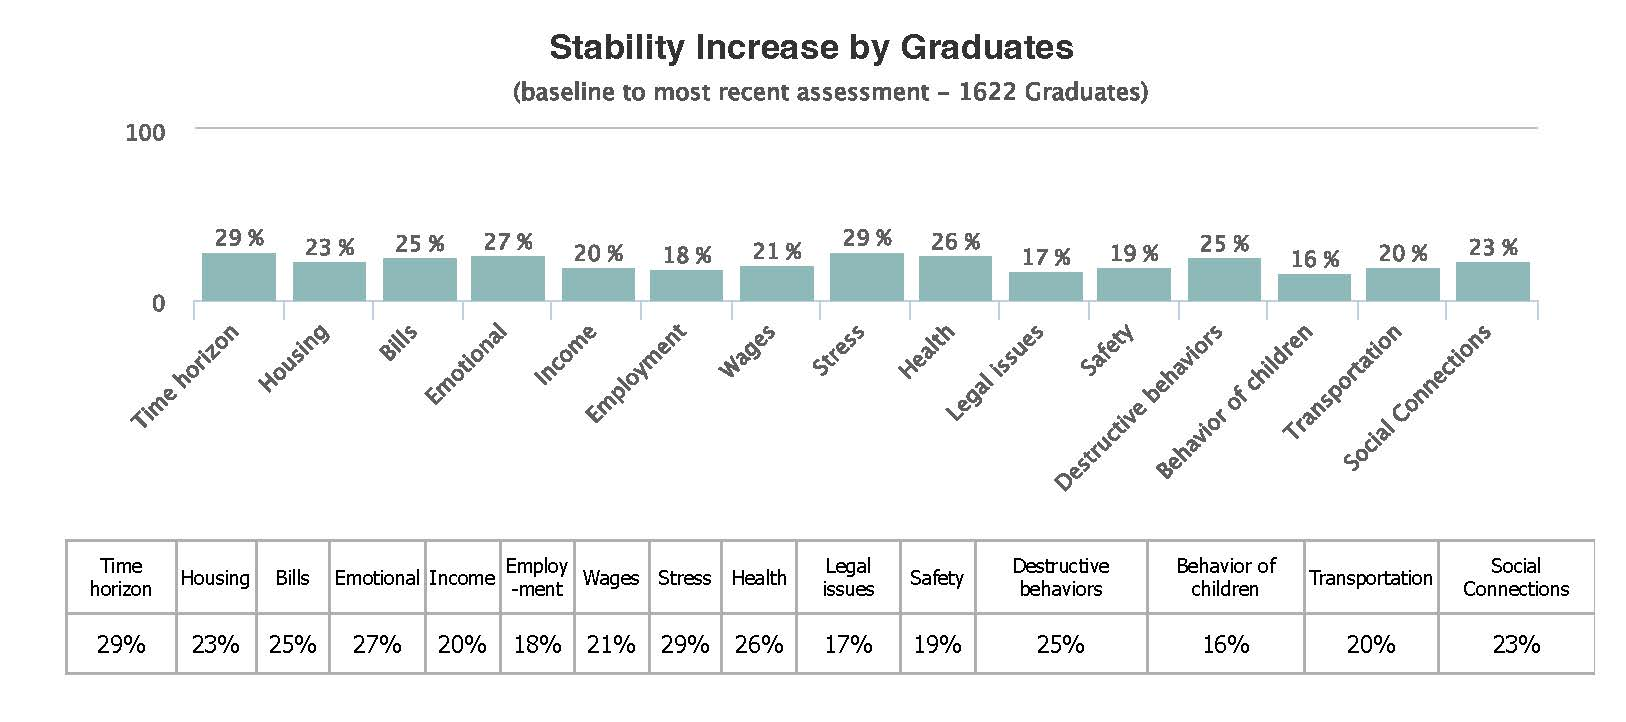 Stability Increase by Graduates
(baseline to most recent assessment - 1622 Graduates)
100
29 % 23 % 25 % 27 % 20 % 18 % 21 % 29 % 26 % 17 % 19 % 25 % 16 % 20 % 23 %
0
Time horizon Housing Bills Emotional Income Employment Wages Stress Health Legal issues Safety Destructive behaviors Behavior of children Transportation Social Connections
Time horizon Housing Bills Emotional Income Employ-ment Wages Stress Health Legal issues Safety Destructive behaviors Behavior of children Transportation Social Connections
29% 23% 25% 27% 20% 18% 21% 29% 26% 17% 19% 25% 16% 20% 23%